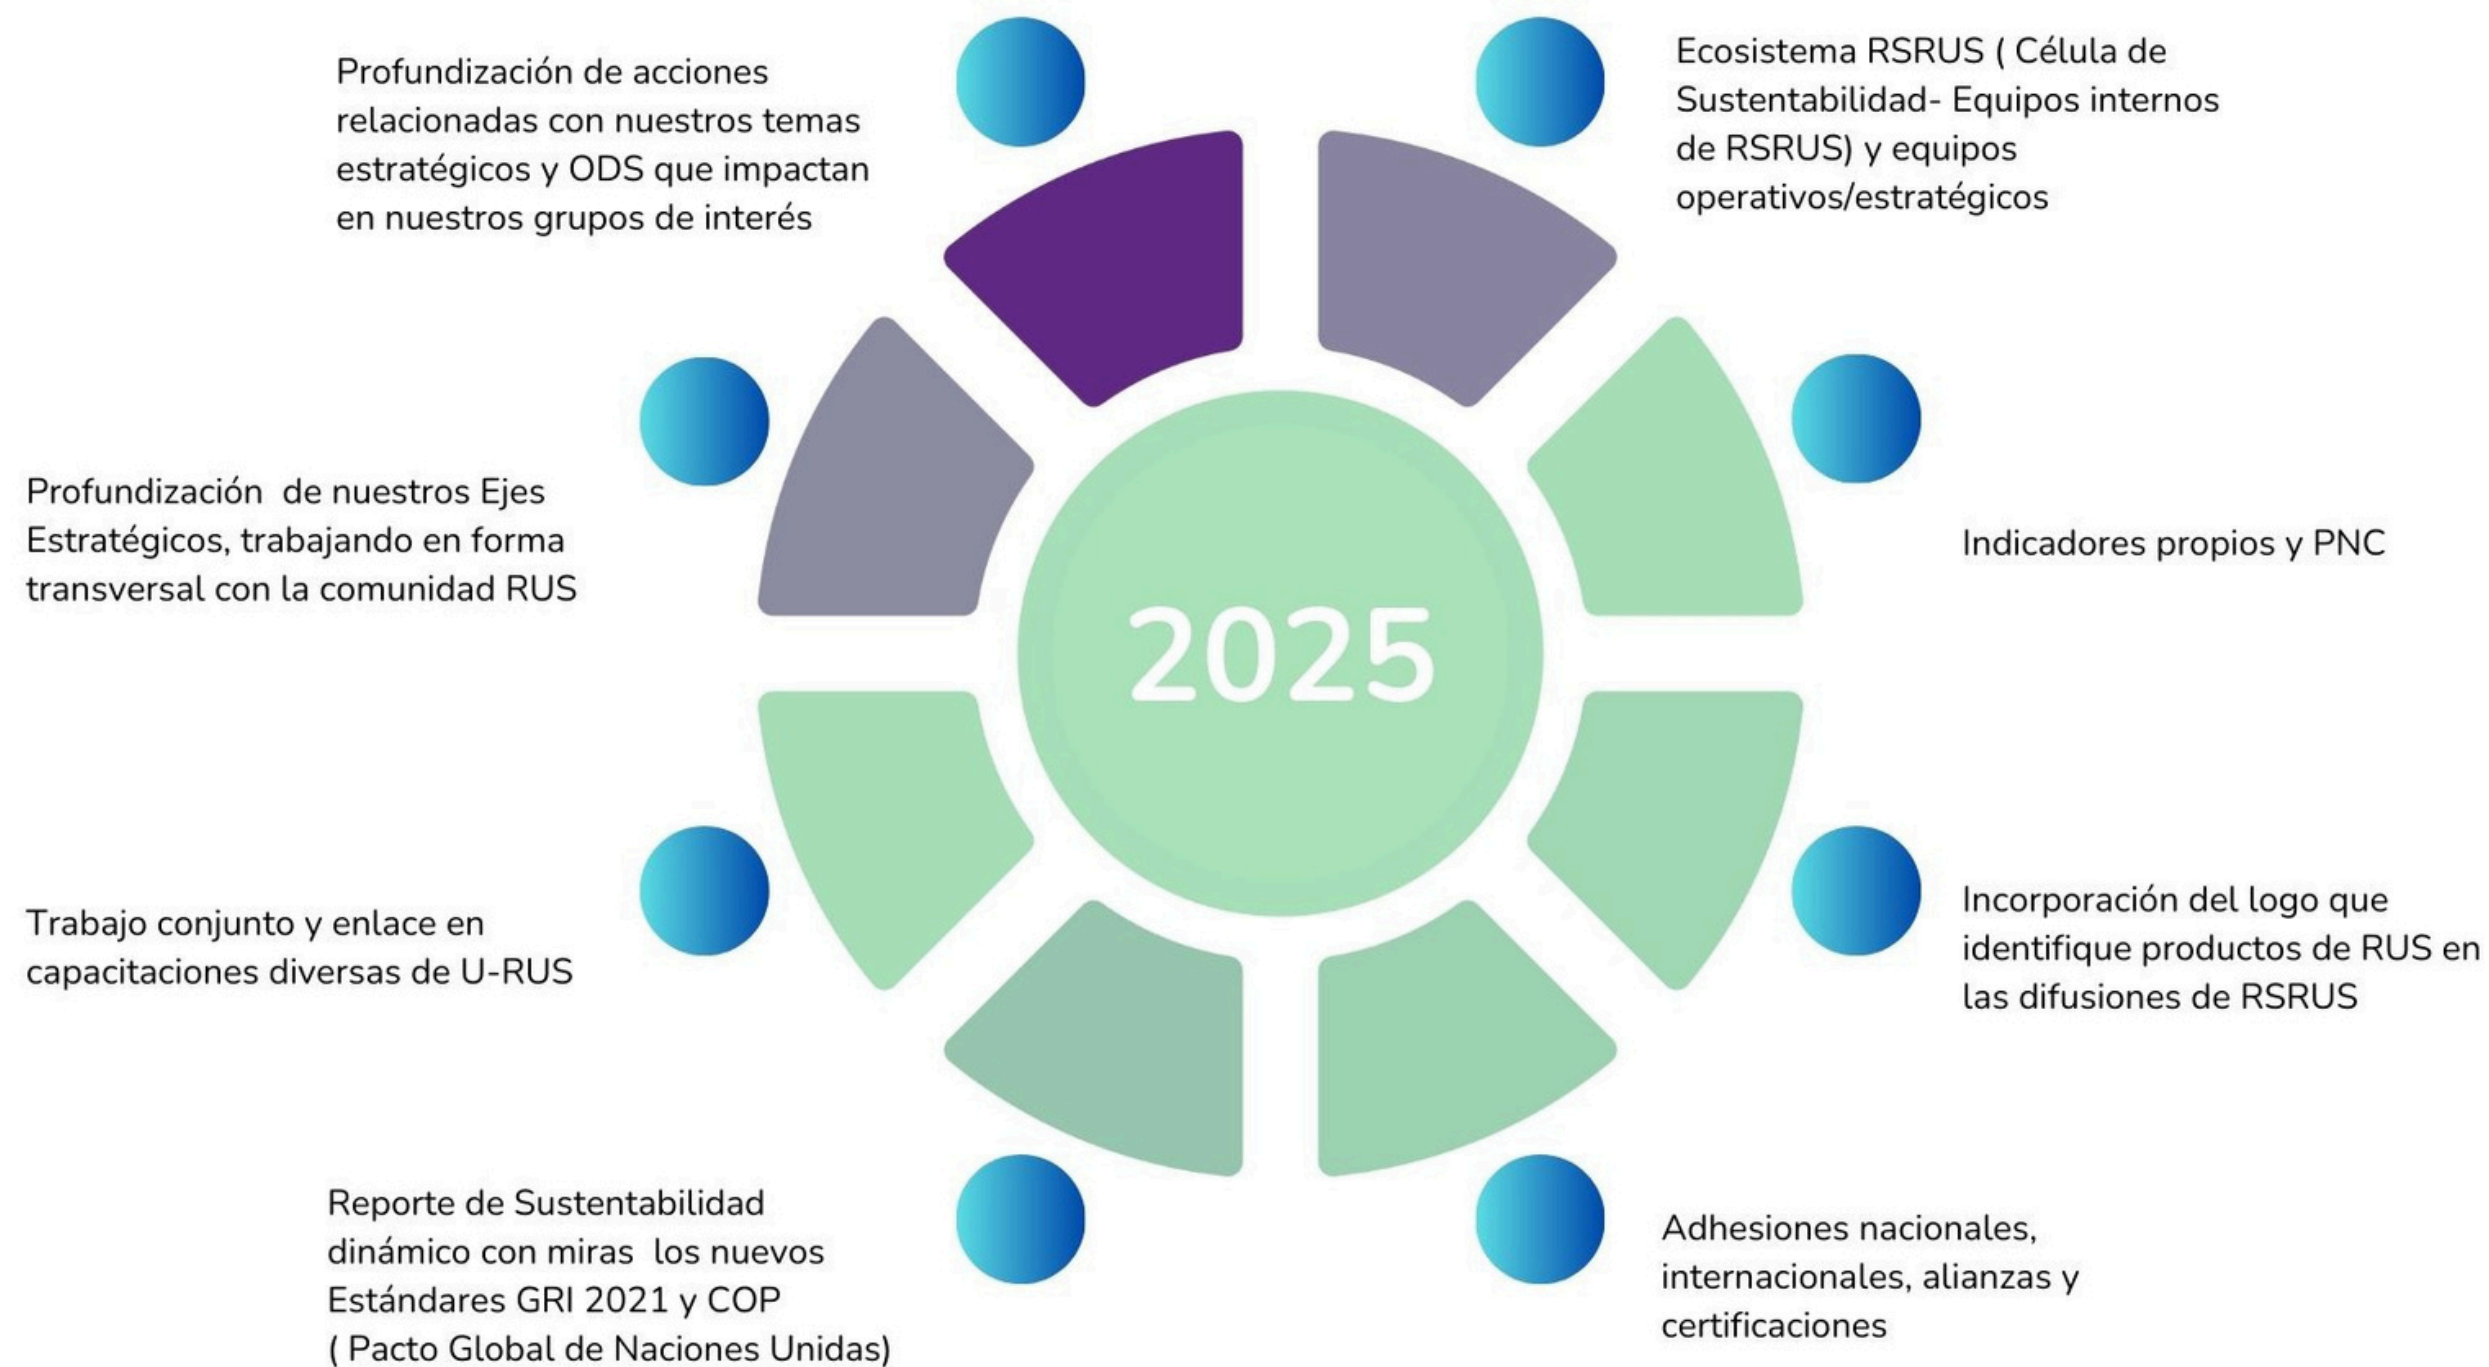 Profundización de acciones
relacionadas con nuestros temas
estratégicos y ODS que impactan
en nuestros grupos de interés
Ecosistema RSRUS ( Célula de
Sustentabilidad- Equipos internos
de RSRUS) y equipos
operativos/estratégicos
Profundización  de nuestros Ejes
Estratégicos, trabajando en forma
transversal con la comunidad RUS
Indicadores propios y PNC
2025
Trabajo conjunto y enlace en
capacitaciones diversas de U-RUS
Incorporación del logo que
identifique productos de RUS en
las difusiones de RSRUS
Reporte de Sustentabilidad
dinámico con miras  los nuevos
Estándares GRI 2021 y COP
( Pacto Global de Naciones Unidas)
Adhesiones nacionales,
internacionales, alianzas y
certificaciones